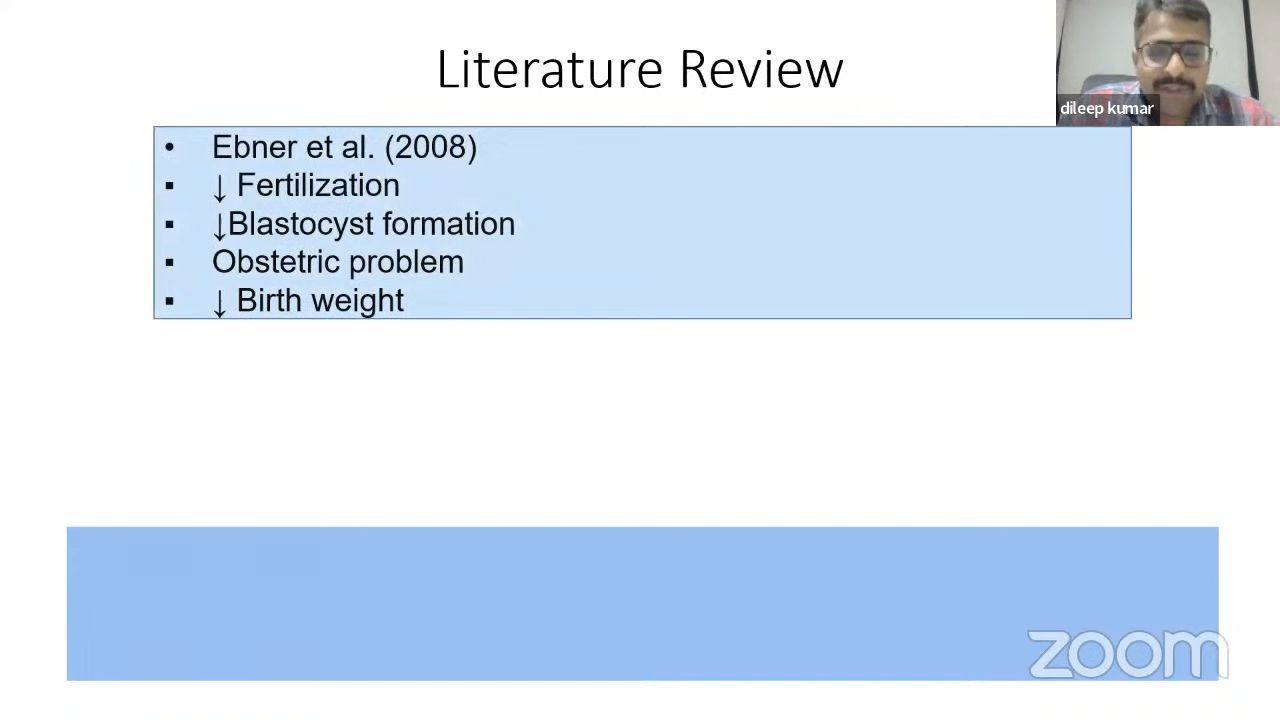 Literature Review
dileep kumar
• Ebner et al. (2008)
▪ ↓ Fertilization
▪ ↓Blastocyst formation
▪ Obstetric problem
▪ ↓ Birth weight
zoom